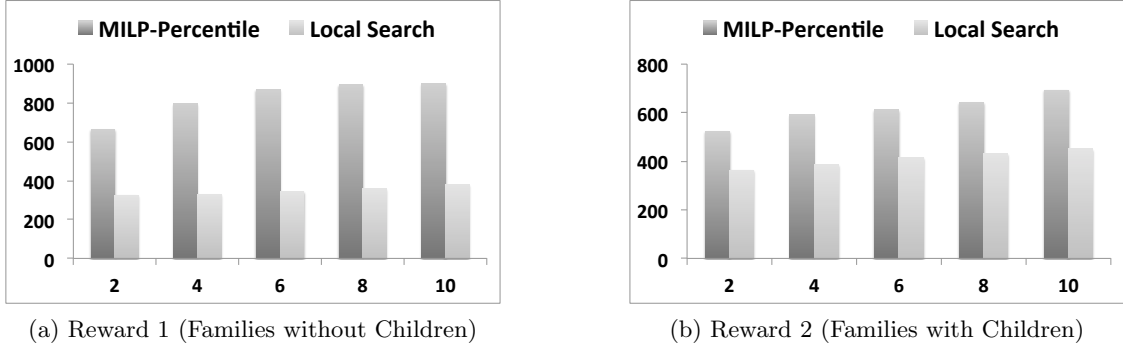 MILP-Percentile Local Search
1000
800
600
400
200
0
2 4 6 8 10
(a) Reward 1 (Families without Children)
MILP-Percentile Local Search
800
600
400
200
0
2 4 6 8 10
(b) Reward 2 (Families with Children)